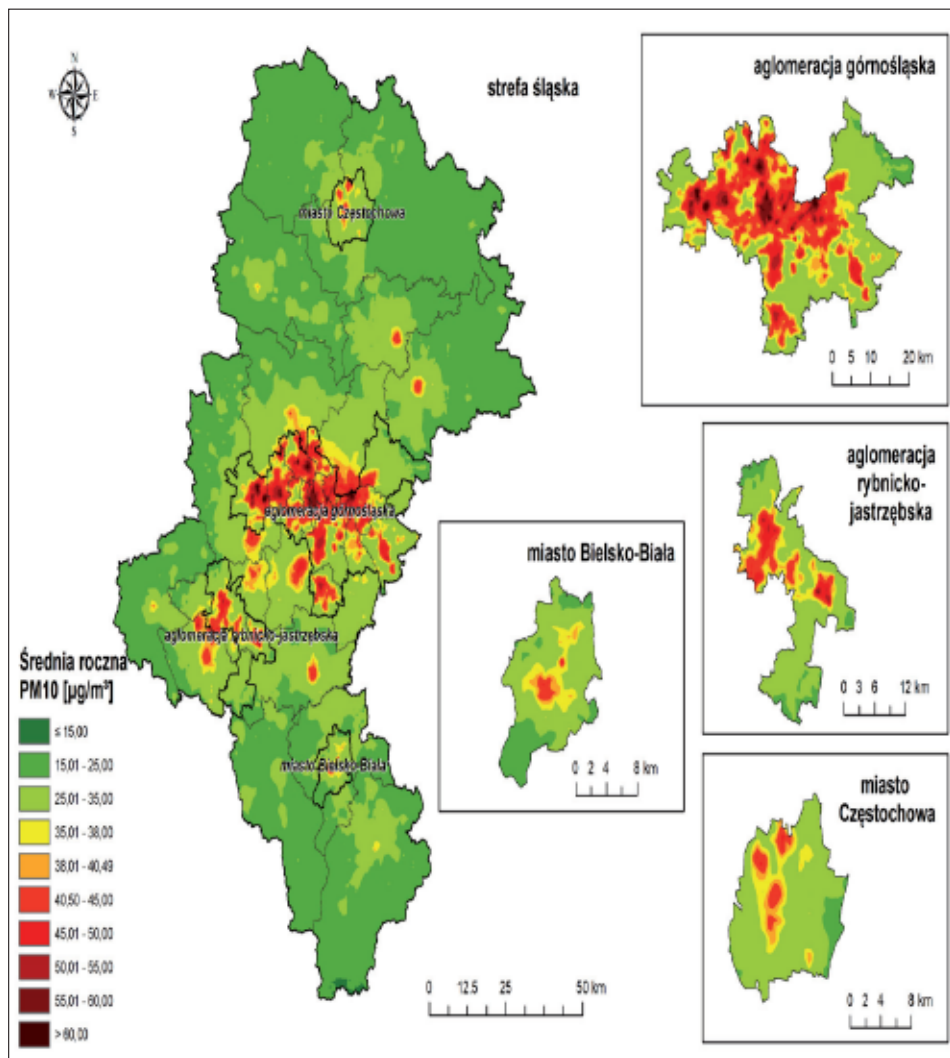 N
W E
S
strefa śląska
miasto Częstochowa
aglomeracja górnośląska
aglomeracja rybnicko-jastrzębska
miasto Bielsko-Biała
Średnia roczna
PM10 [µg/m³]
≤ 15,00
15,01 - 25,00
25,01 - 35,00
35,01 - 38,00
38,01 - 40,49
40,50 - 45,00
45,01 - 50,00
50,01 - 55,00
55,01 - 60,00
> 60,00
0 12.5 25 50 km
aglomeracja górnośląska
0 5 10 20 km
miasto Bielsko-Biała
0 2 4 8 km
aglomeracja
rybnicko-
jastrzębska
0 3 6 12 km
miasto
Częstochowa
0 2 4 8 km